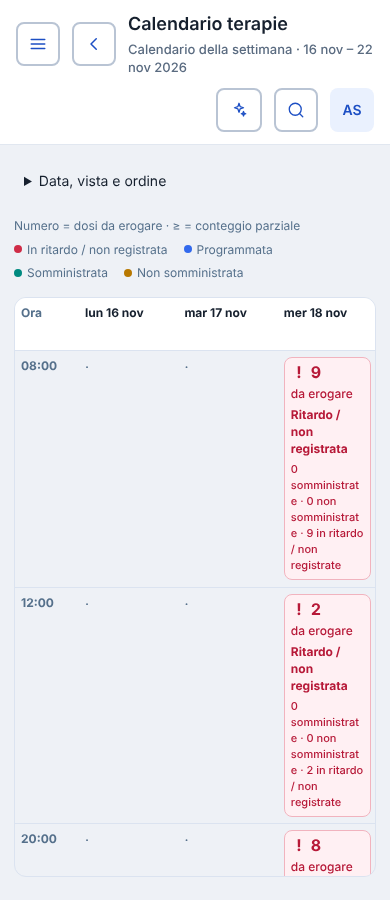 Calendario terapie
Calendario della settimana · 16 nov – 22
nov 2026
AS
Data, vista e ordine
Numero = dosi da erogare · ≥ = conteggio parziale
In ritardo / non registrata
Programmata
Somministrata
Non somministrata
Ora
lun 16 nov
mar 17 nov
mer 18 nov
08:00
·
·
! 9
da erogare
Ritardo /
non
registrata
0
somministrat
e · 0 non
somministrat
e · 9 in ritardo
/ non
registrate
12:00
·
·
! 2
da erogare
Ritardo /
non
registrata
0
somministrat
e · 0 non
somministrat
e · 2 in ritardo
/ non
registrate
20:00
·
·
! 8
da erogare